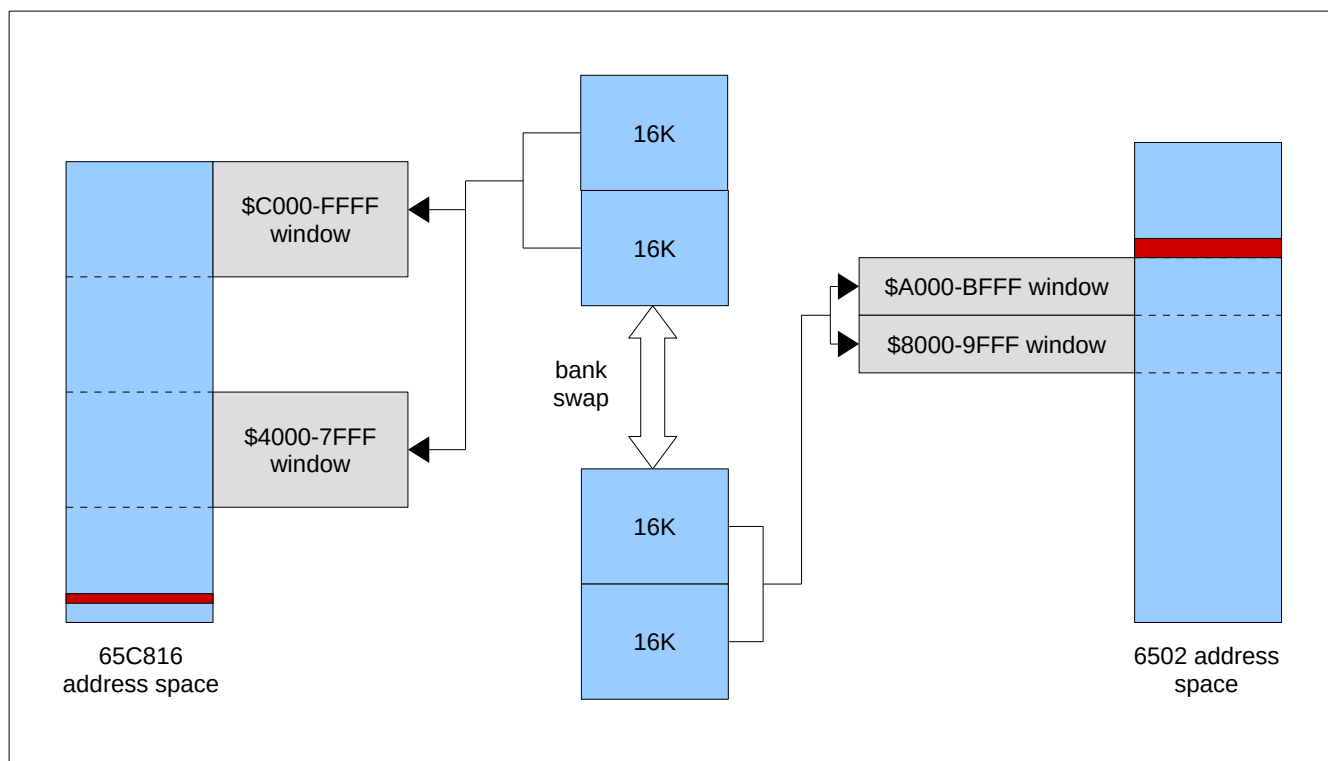 16K
$C000-FFFF
window
16K
$A000-BFFF window
$8000-9FFF window
bank
swap
$4000-7FFF
window
16K
16K
65C816
address space
6502 address
space